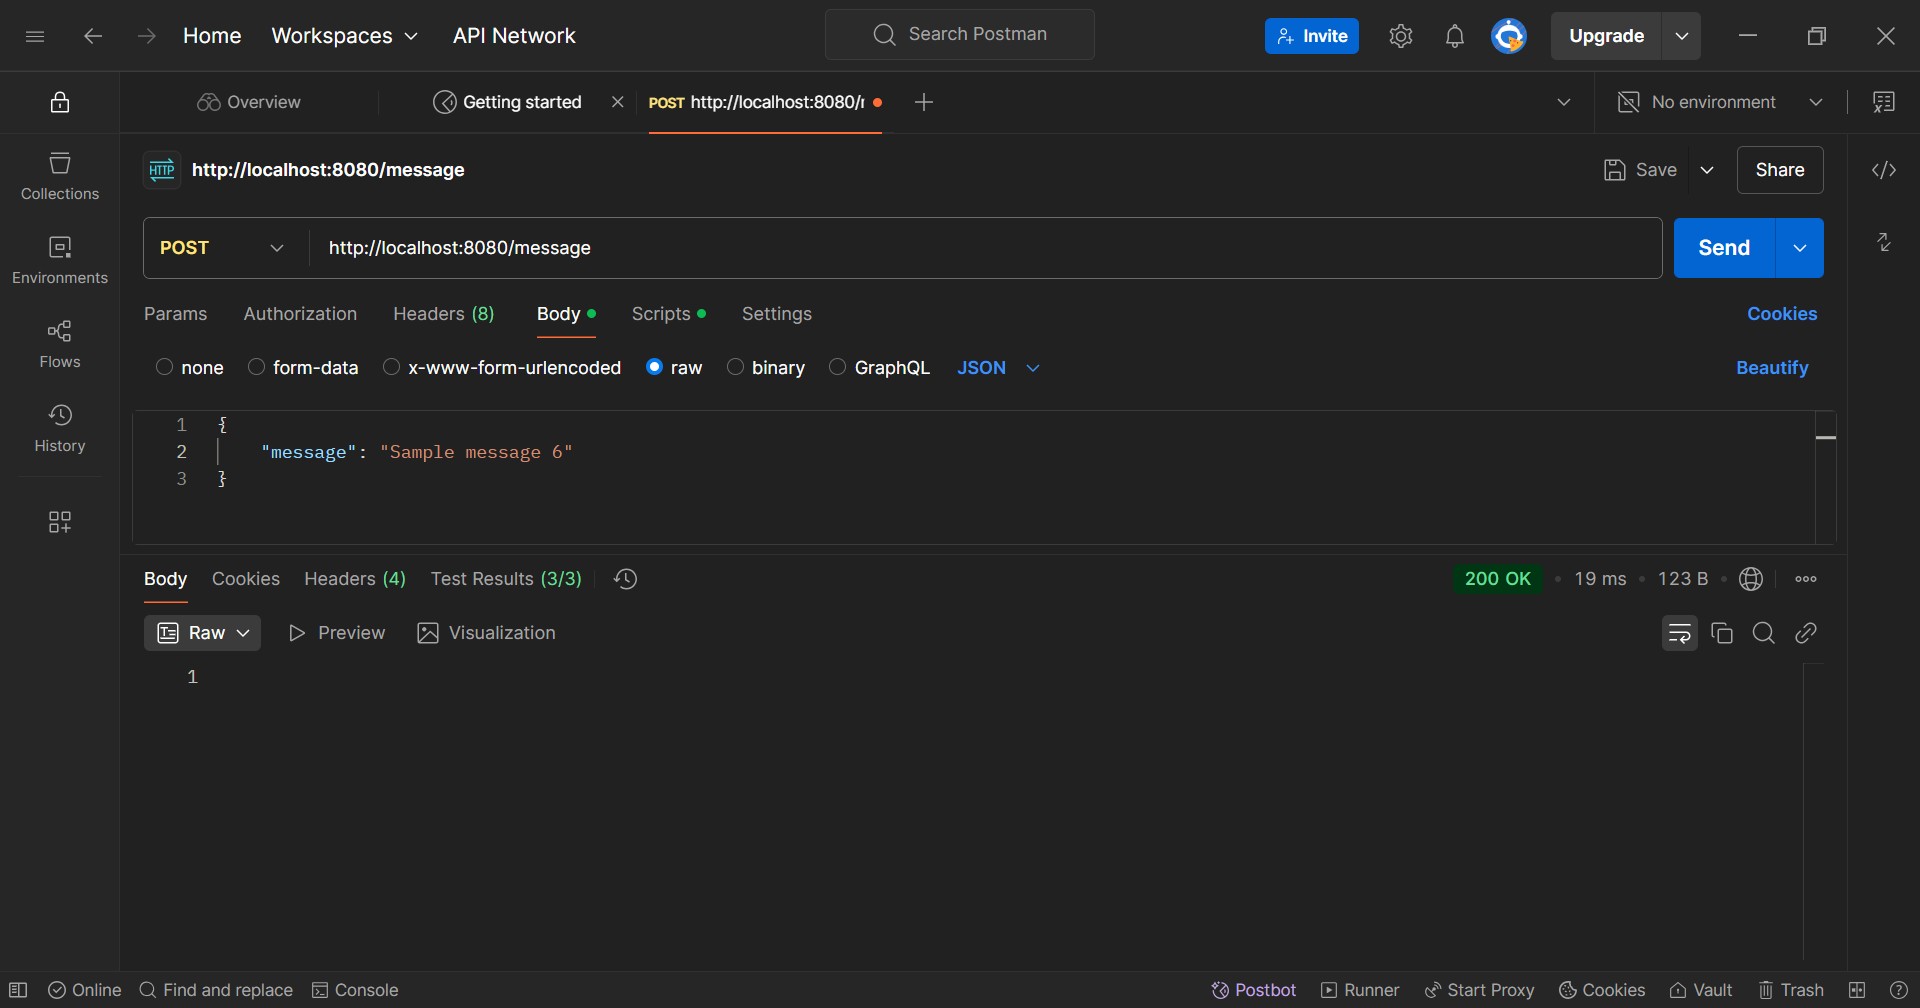 Home Workspaces API Network Search Postman Invite Upgrade
Overview Getting started POST http://localhost:8080/r No environment
HTTP http://localhost:8080/message Save Share
Collections
POST http://localhost:8080/message Send
Environments
Params Authorization Headers (8) Body Scripts Settings Cookies
Flows
none form-data x-www-form-urlencoded raw binary GraphQL JSON Beautify
History
1 {
2 "message": "Sample message 6"
3 }
Body Cookies Headers (4) Test Results (3/3) 200 OK • 19 ms • 123 B •
Raw Preview Visualization
1
Online Find and replace Console Postbot Runner Start Proxy Cookies Vault Trash